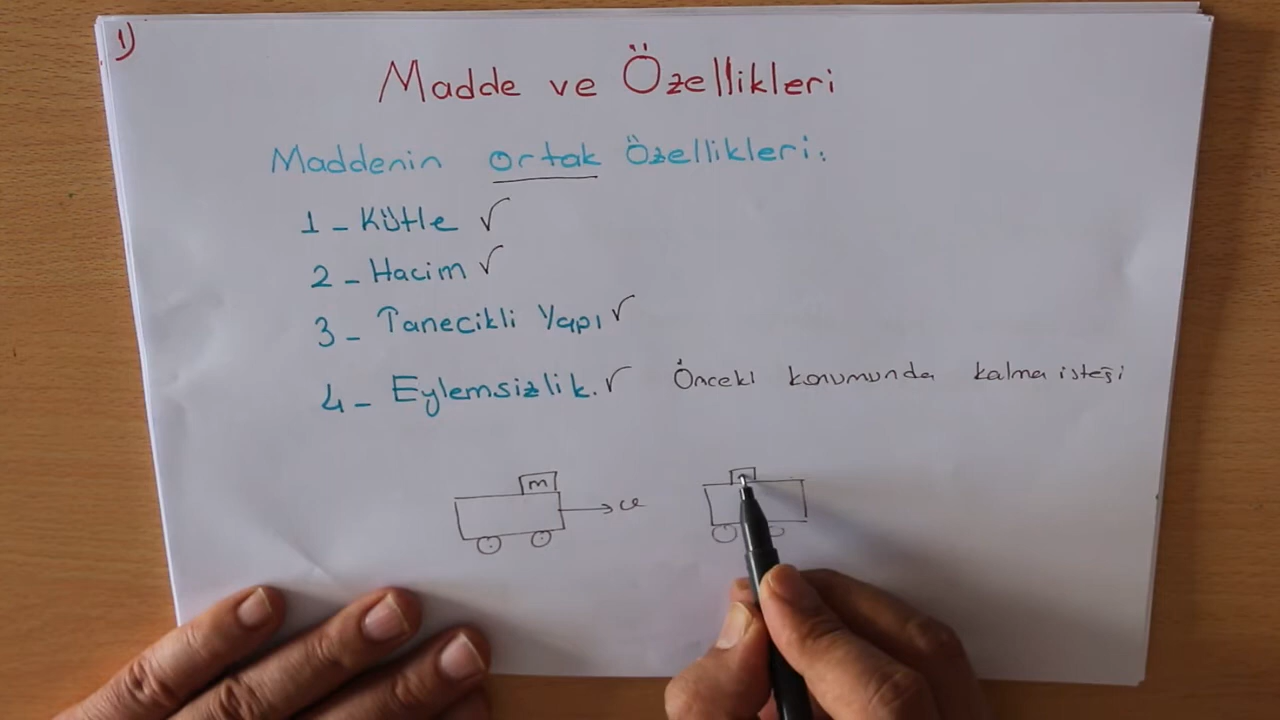 1)
Madde ve Özellikleri
Maddenin ortak Özellikleri:
1 - Kütle ✓
2 - Hacim ✓
3 - Tanecikli Yapı ✓
4 - Eylemsizlik. ✓ Önceki konumunda kalma isteği
m